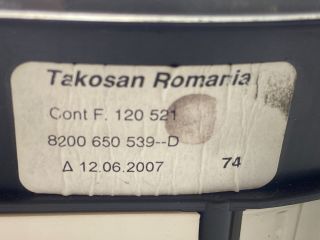 Takosan Romania
Cont F. 120 521
8200 650 539--D
Δ 12.06.2007 74